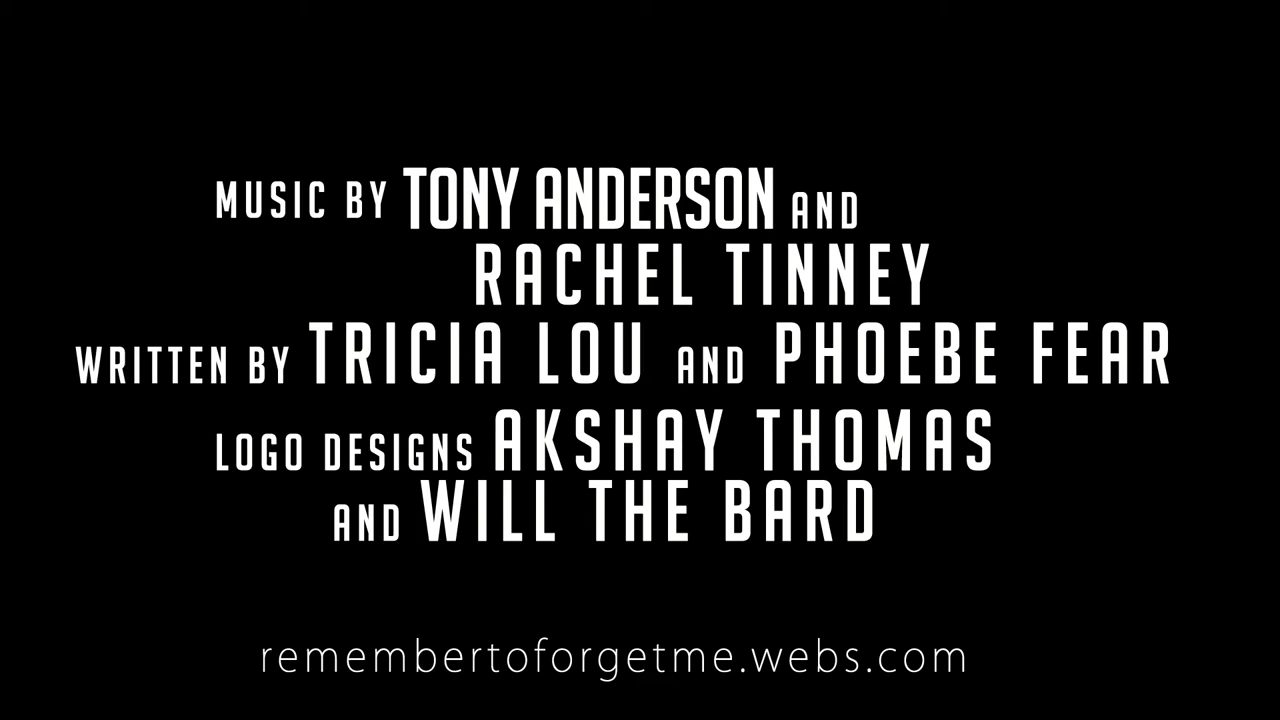 MUSIC BY TONY ANDERSON AND
RACHEL TINNEY
WRITTEN BY TRICIA LOU AND PHOEBE FEAR
LOGO DESIGNS AKSHAY THOMAS
AND WILL THE BARD
remembertoforgetme.webs.com